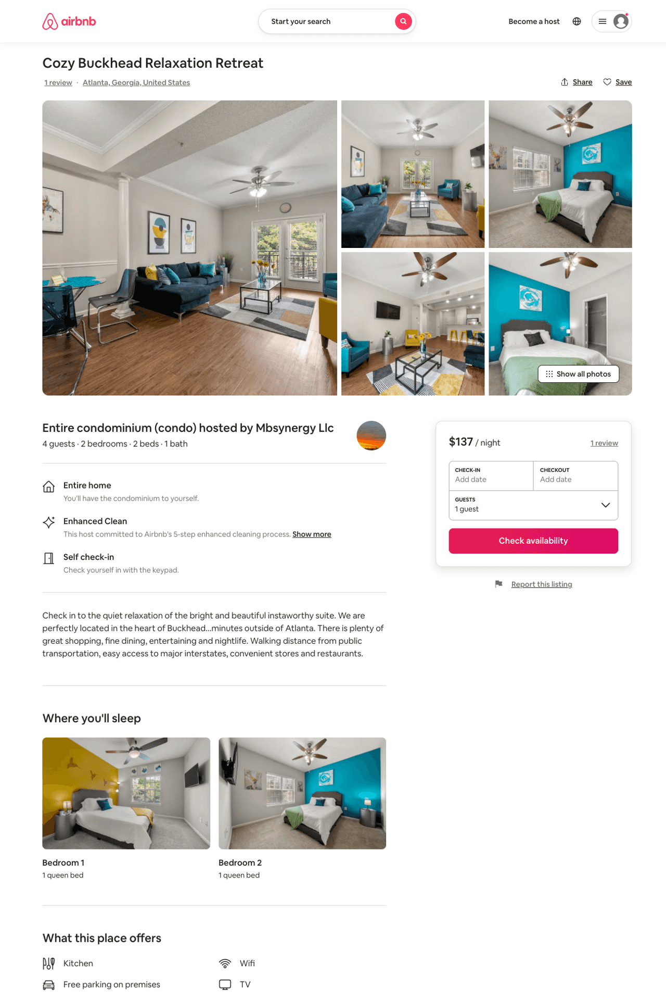 airbnb
Start your search
Become a host
Cozy Buckhead Relaxation Retreat
1 review · Atlanta, Georgia, United States
Share
Save
Show all photos
Entire condominium (condo) hosted by Mbsynergy Llc
4 guests · 2 bedrooms · 2 beds · 1 bath
Entire home
You'll have the condominium to yourself.
Enhanced Clean
This host committed to Airbnb's 5-step enhanced cleaning process. Show more
Self check-in
Check yourself in with the keypad.
$137 / night
1 review
CHECK-IN
Add date
CHECKOUT
Add date
GUESTS
1 guest
Check availability
Report this listing
Check in to the quiet relaxation of the bright and beautiful instaworthy suite. We are
perfectly located in the heart of Buckhead...minutes outside of Atlanta. There is plenty of
great shopping, fine dining, entertaining and nightlife. Walking distance from public
transportation, easy access to major interstates, convenient stores and restaurants.
Where you'll sleep
Bedroom 1
1 queen bed
Bedroom 2
1 queen bed
What this place offers
Kitchen
Wifi
Free parking on premises
TV